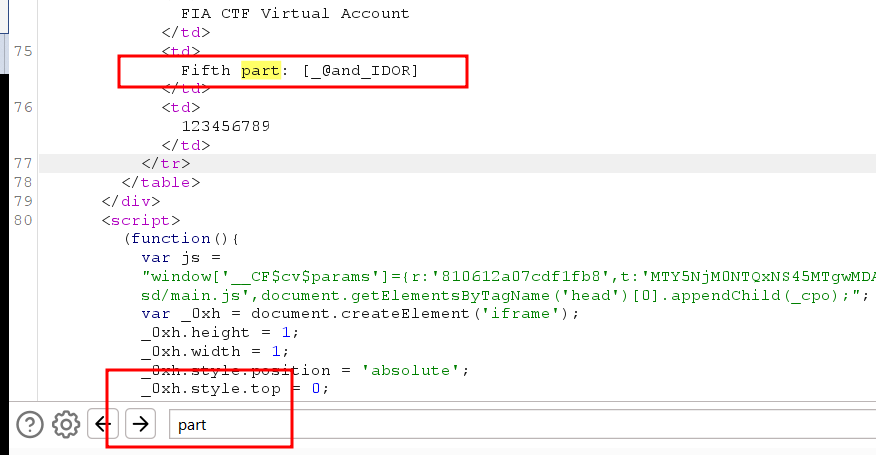 FIA CTF Virtual Account
</td>
75 <td>
Fifth part: [_@and_IDOR]
</td>
76 <td>
123456789
</td>
77 </tr>
78 </table>
79 </div>
80 <script>
(function(){
var js =
"window['__CF$cv$params']={r:'810612a07cdf1fb8',t:'MTY5NjM0NTQxNS45MTgwMDA
sd/main.js',document.getElementsByTagName('head')[0].appendChild(_cpo);";
var _0xh = document.createElement('iframe');
_0xh.height = 1;
_0xh.width = 1;
_0xh.style.position = 'absolute';
_0xh.style.top = 0;
part